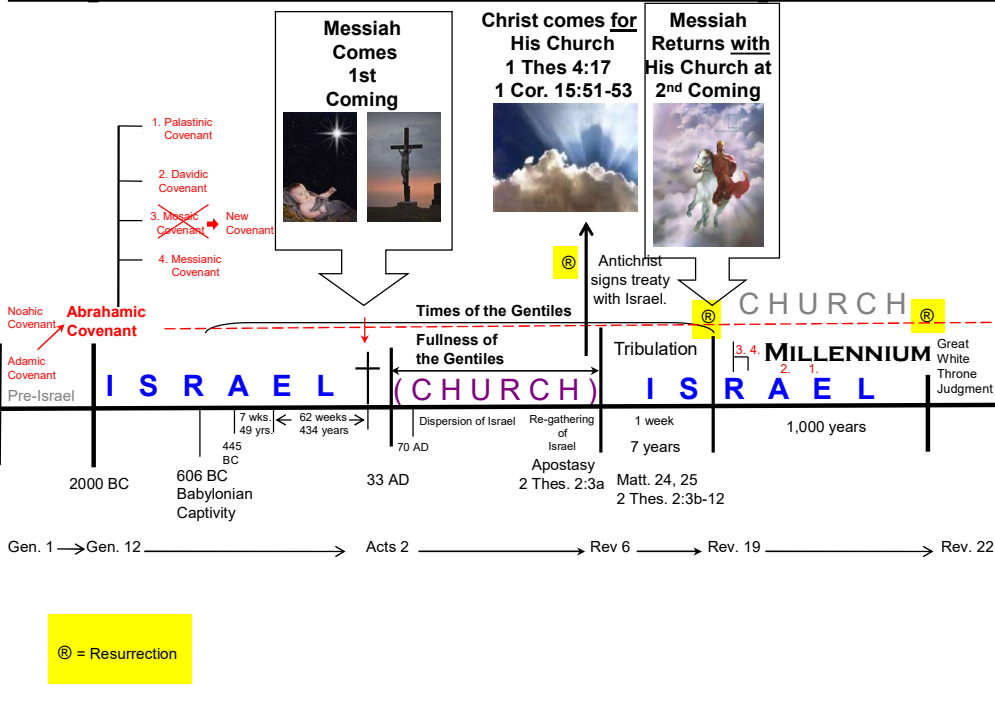 Messiah
Comes
1st
Coming
Christ comes for
His Church
1 Thes 4:17
1 Cor. 15:51-53
Messiah
Returns with
His Church at
2nd Coming
1. Palastinic
Covenant
2. Davidic
Covenant
3. Mosaic
Covenant
New
Covenant
4. Messianic
Covenant
®
Antichrist
signs treaty
with Israel.
Noahic
Covenant
Abrahamic
Covenant
Adamic
Covenant
Times of the Gentiles
®
CHURCH
®
Fullness of
the Gentiles
Tribulation
3. 4.
MILLENNIUM
2. 1.
Great
White
Throne
Judgment
Pre-Israel
ISRAEL
(CHURCH)
ISRAEL
7 wks.
49 yrs.
62 weeks
434 years
445
BC
70 AD
Dispersion of Israel
Re-gathering
of
Israel
1 week
7 years
1,000 years
2000 BC
606 BC
Babylonian
Captivity
33 AD
Apostasy
2 Thes. 2:3a
Matt. 24, 25
2 Thes. 2:3b-12
Gen. 1
Gen. 12
Acts 2
Rev 6
Rev. 19
Rev. 22
® = Resurrection